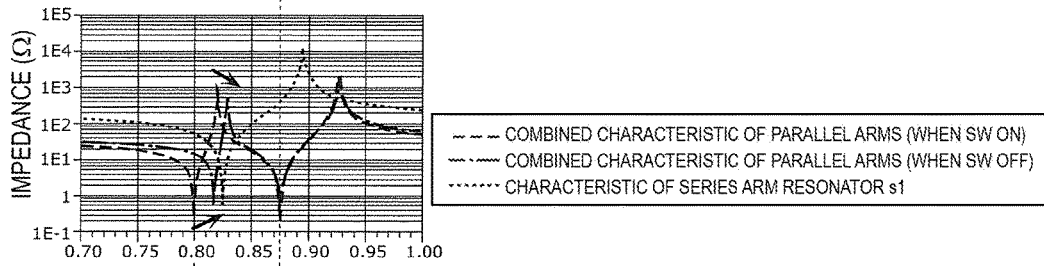 IMPEDANCE (Ω)
1E5
1E4
1E3
1E2
1E1
1
1E-1
0.70 0.75 0.80 0.85 0.90 0.95 1.00
COMBINED CHARACTERISTIC OF PARALLEL ARMS (WHEN SW ON)
COMBINED CHARACTERISTIC OF PARALLEL ARMS (WHEN SW OFF)
CHARACTERISTIC OF SERIES ARM RESONATOR s1